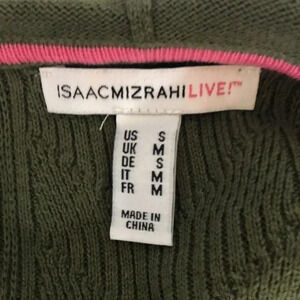 ISAACMIZRAHILIVE!™
US S
UK M
DE S
IT M
FR M
MADE IN
CHINA